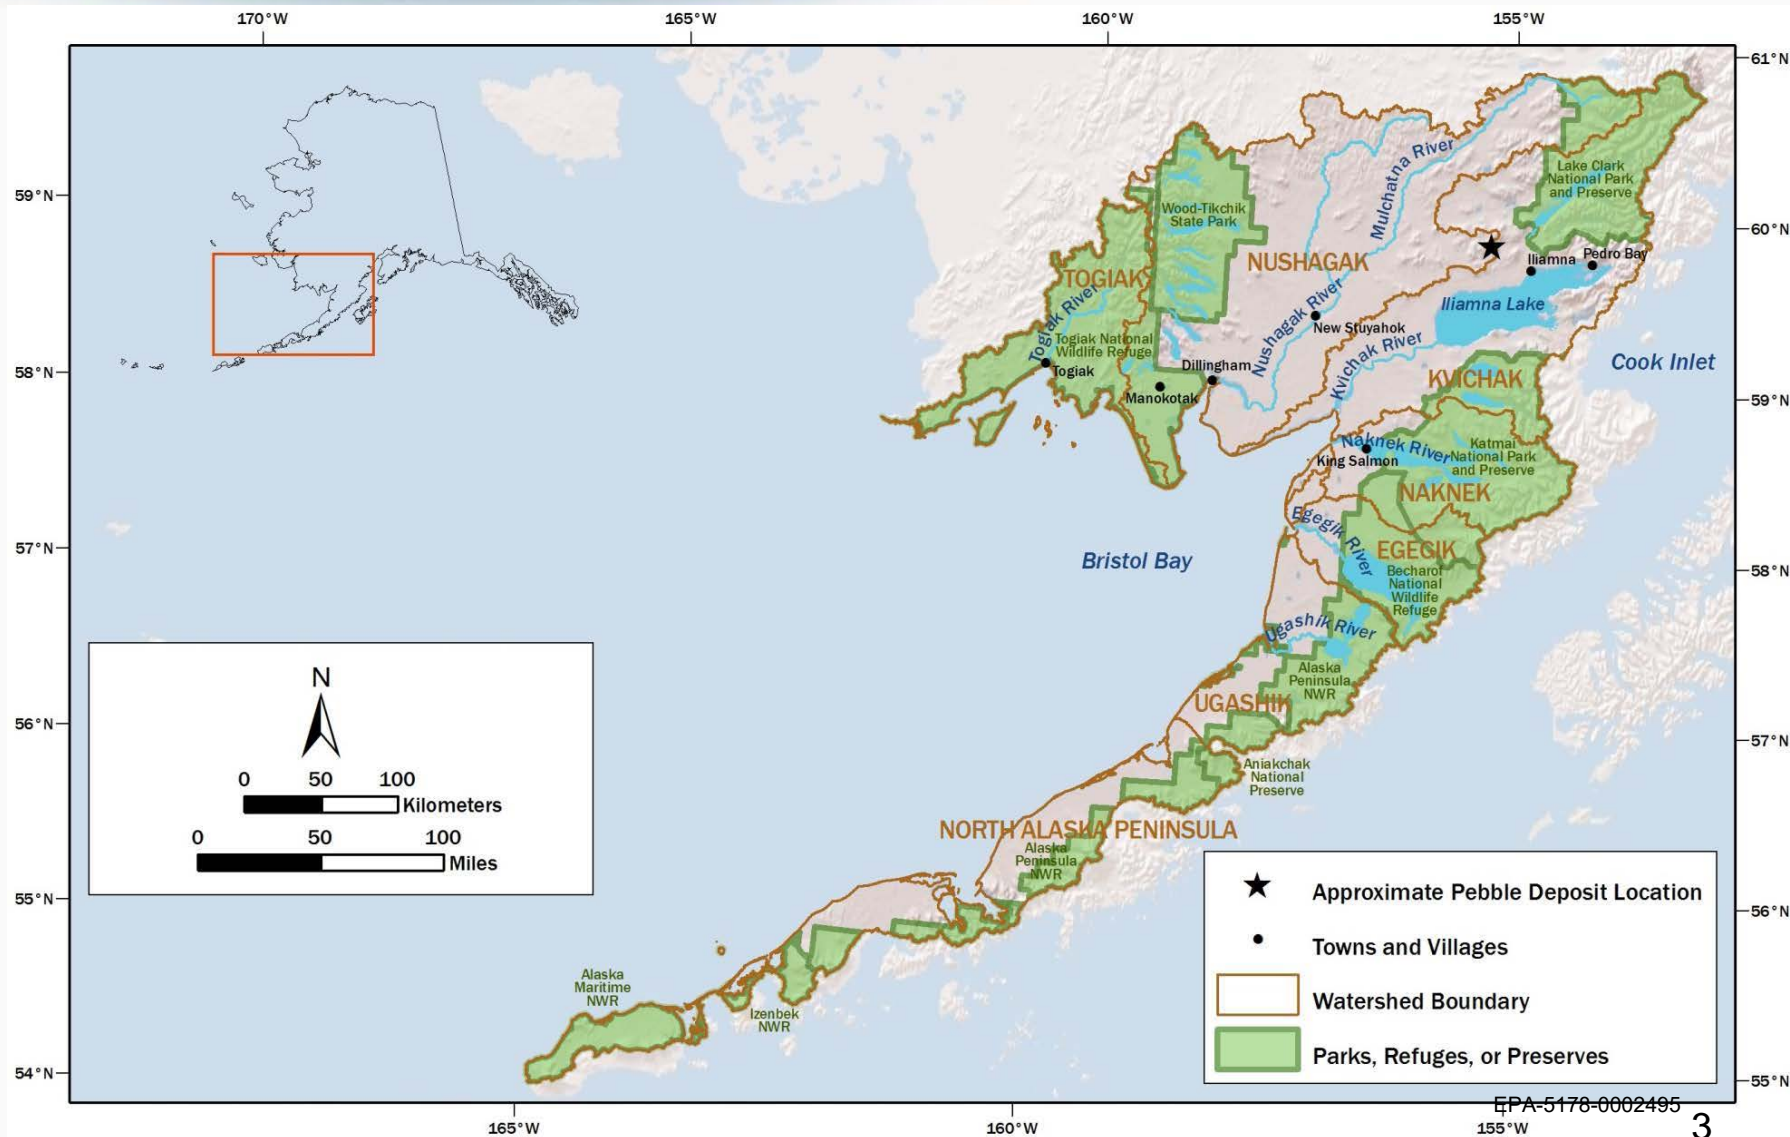 170°W
165°W
160°W
155°W
61°N
59°N
60°N
58°N
59°N
57°N
58°N
56°N
57°N
55°N
56°N
54°N
55°N
165°W
160°W
155°W
Mulchatna River
Lake Clark
National Park
and Preserve
Wood-Tikchik
State Park
NUSHAGAK
TOGIAK
Iliamna
Pedro Bay
Iliamna Lake
Togiak River
Nushagak River
New Stuyahok
Kvichak River
Togiak National
Wildlife Refuge
Togiak
Dillingham
Manokotak
Cook Inlet
KVICHAK
Naknek River
King Salmon
Katmai
National Park
and Preserve
NAKNEK
Egegik River
EGEGIK
Becharof
National
Wildlife
Refuge
Bristol Bay
Ugashik River
Alaska
Peninsula
NWR
UGASHIK
Aniakchak
National
Preserve
NORTH ALASKA PENINSULA
Alaska
Peninsula
NWR
Alaska
Maritime
NWR
Izenbek
NWR
N
0 50 100
Kilometers
0 50 100
Miles
Approximate Pebble Deposit Location
Towns and Villages
Watershed Boundary
Parks, Refuges, or Preserves
EPA-5178-0002495
3